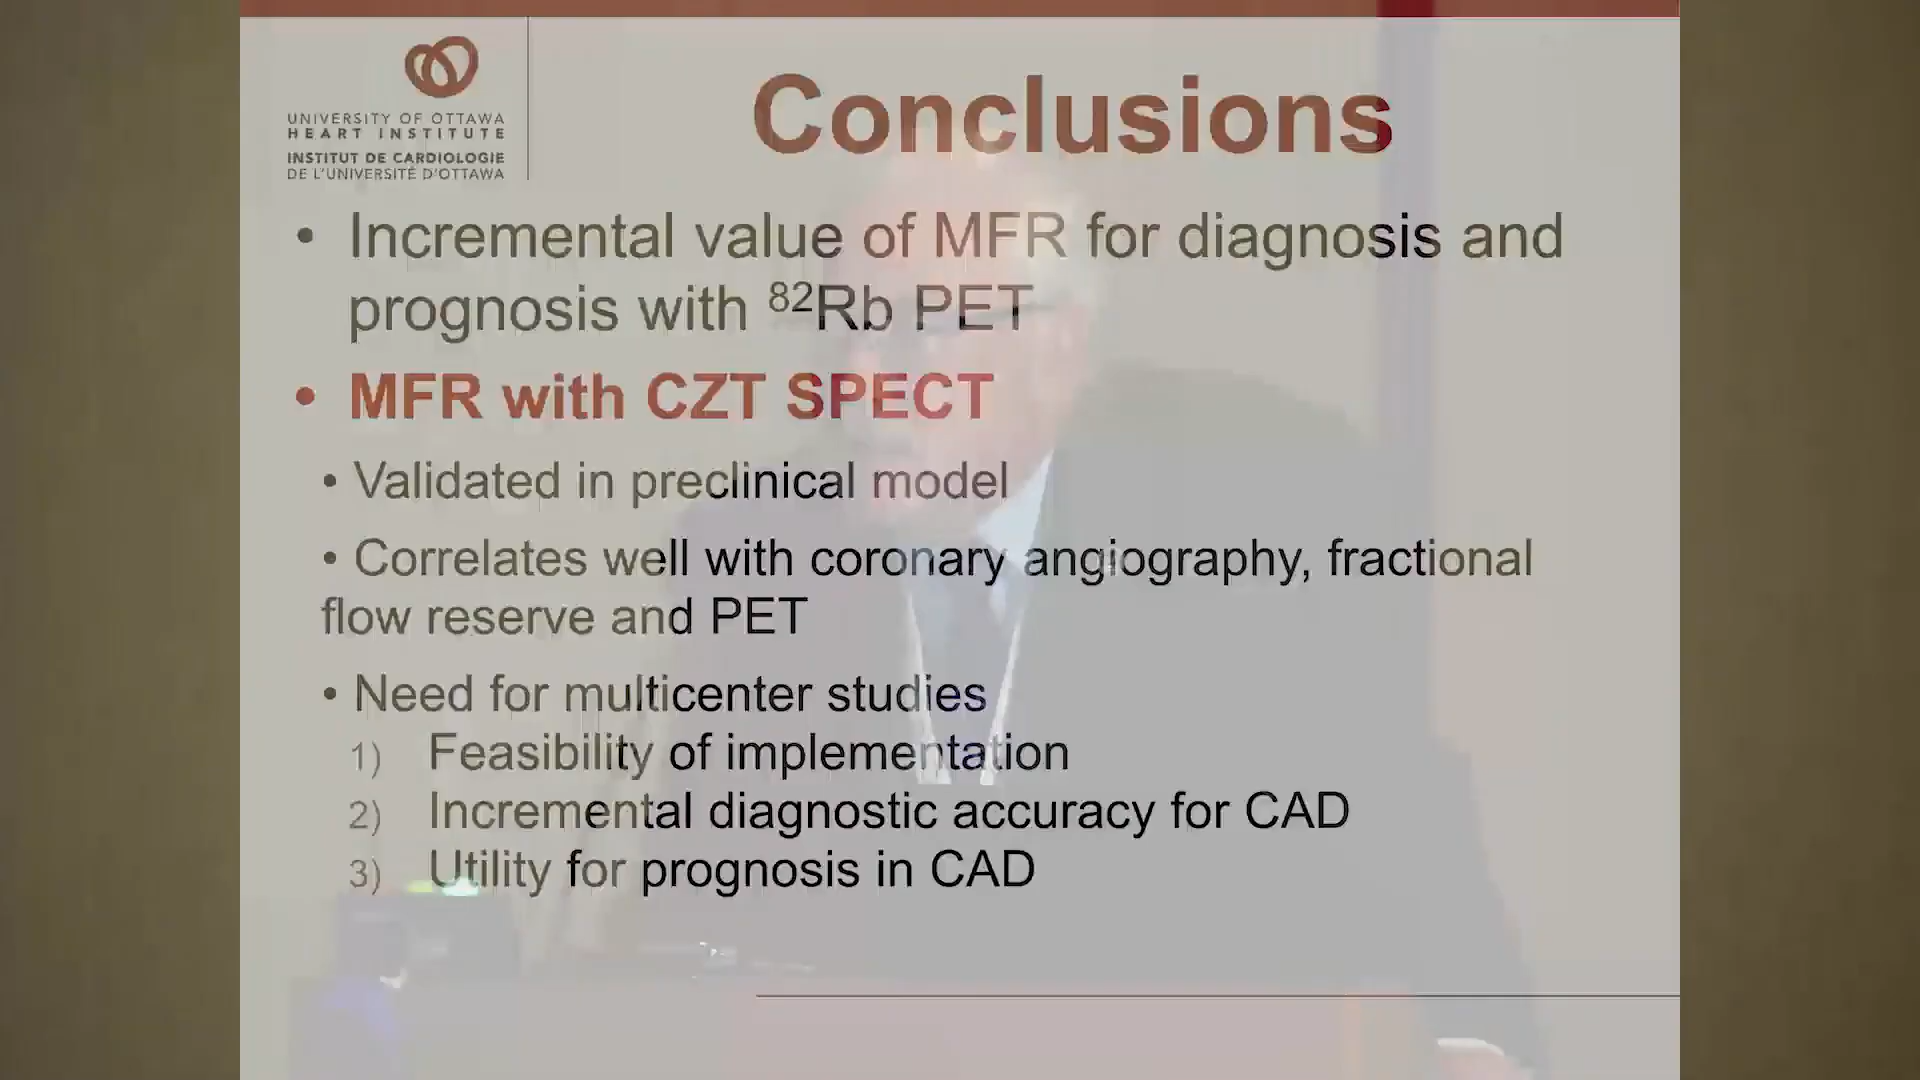 UNIVERSITY OF OTTAWA
HEART INSTITUTE
INSTITUT DE CARDIOLOGIE
DE L'UNIVERSITÉ D'OTTAWA
Conclusions
• Incremental value of MFR for diagnosis and
prognosis with ⁸²Rb PET
• MFR with CZT SPECT
• Validated in preclinical model
• Correlates well with coronary angiography, fractional
flow reserve and PET
• Need for multicenter studies
1) Feasibility of implementation
2) Incremental diagnostic accuracy for CAD
3) Utility for prognosis in CAD